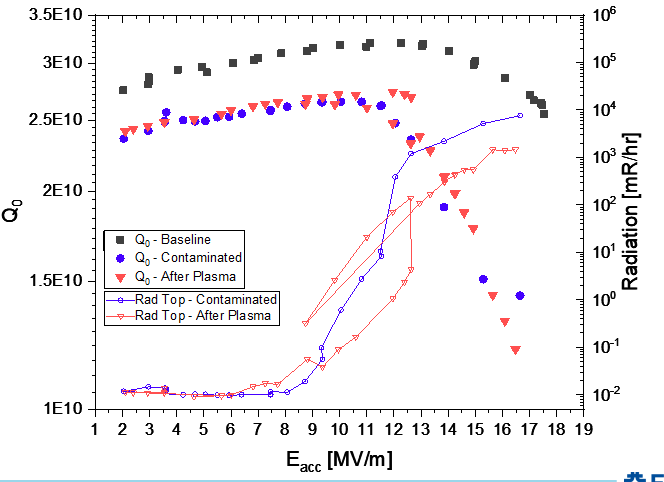 3.5E10
3E10
2.5E10
2E10
1.5E10
1E10
Q0
10^6
10^5
10^4
10^3
10^2
10^1
10^0
10^-1
10^-2
Radiation [mR/hr]
Q0 - Baseline
Q0 - Contaminated
Q0 - After Plasma
Rad Top - Contaminated
Rad Top - After Plasma
1 2 3 4 5 6 7 8 9 10 11 12 13 14 15 16 17 18 19
Eacc [MV/m]